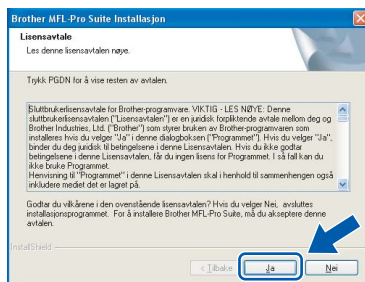 Brother MFL-Pro Suite Installasjon
Lisensavtale
Les denne lisensavtalen nøye.
Trykk PGDN for å vise resten av avtalen.
Sluttbrukerlisensavtale for Brother-programvare. VIKTIG - LES NØYE: Denne
sluttbrukerlisensavtalen ("Lisensavtalen") er en juridisk forpliktende avtale mellom deg og
Brother Industries, Ltd. ("Brother") som styrer bruken av Brother-programvaren som
installeres hvis du velger "Ja" i denne dialogboksen ("Programmet"). Hvis du velger "Ja",
binder du deg juridisk til betingelsene i denne Lisensavtalen. Hvis du ikke godtar
betingelsene i denne Lisensavtalen, får du ingen lisens for Programmet. I så fall kan du
ikke bruke Programmet.
Henvisning til "Programmet" i denne Lisensavtalen skal i henhold til sammenhengen også
inkludere mediet det er lagret på.
Godtar du vilkårene i den ovenstående lisensavtalen? Hvis du velger Nei, avsluttes
installasjonsprogrammet. For å installere Brother MFL-Pro Suite, må du akseptere denne
avtalen.
InstallShield
< Tilbake Ja Nei